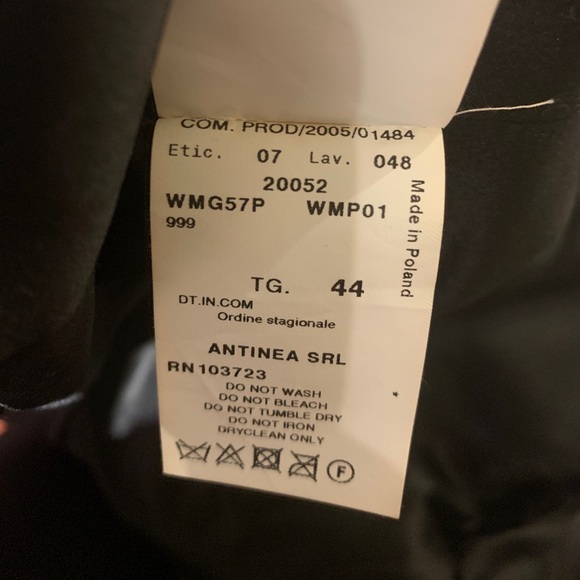 COM. PROD/2005/01484
Etic. 07 Lav. 048
20052
WMG57P WMP01
999
Made in Poland
TG. 44
DT.IN.COM
Ordine stagionale
ANTINEA SRL
RN 103723
DO NOT WASH
DO NOT BLEACH
DO NOT TUMBLE DRY
DO NOT IRON
DRYCLEAN ONLY
F